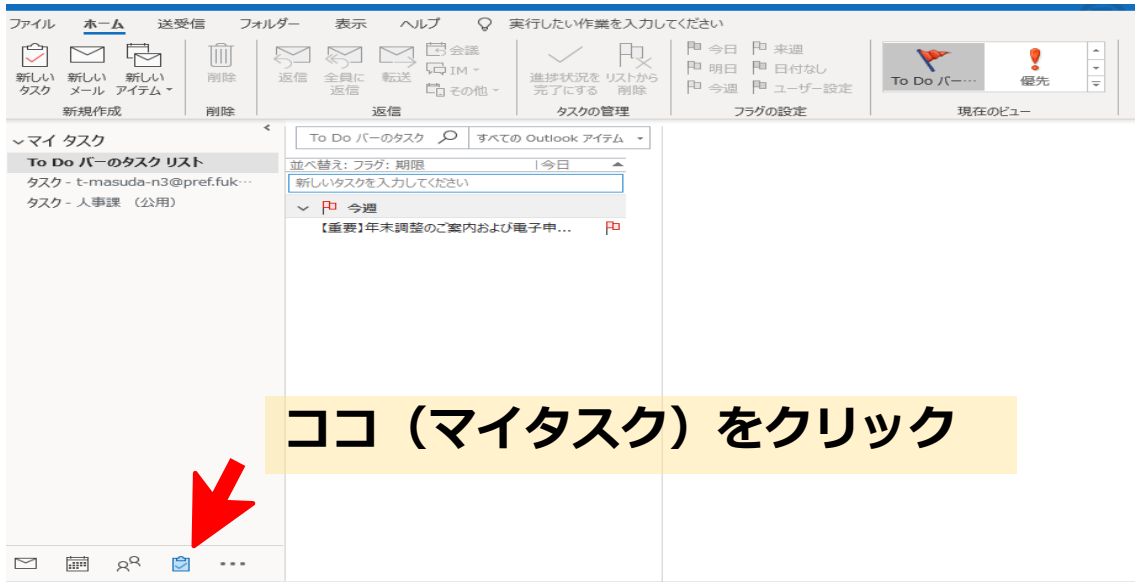 ファイル ホーム 送受信 フォルダー 表示 ヘルプ 実行したい作業を入力してください
新しい タスク
新しい メール
新しい アイテム
削除
返信
全員に 返信
転送
会議
IM
その他
進捗状況を 完了にする
リストから 削除
今日 来週
明日 日付なし
今週 ユーザー設定
To Do バー…
優先
新規作成 削除 返信 タスクの管理 フラグの設定 現在のビュー
マイ タスク
To Do バーのタスク リスト
タスク - t-masuda-n3@pref.fuk…
タスク - 人事課 （公用）
To Do バーのタスク すべての Outlook アイテム
並べ替え: フラグ: 期限 今日
新しいタスクを入力してください
今週
【重要】年末調整のご案内および電子申...
ココ（マイタスク）をクリック